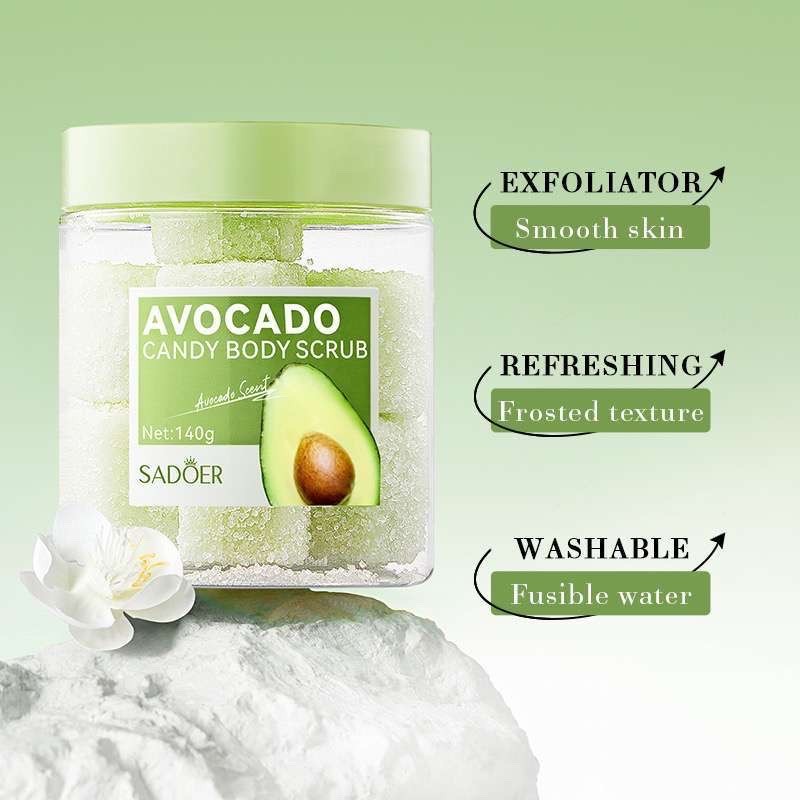 AVOCADO
CANDY BODY SCRUB
Avocado Scent
Net:140g
SADOER
EXFOLIATOR
Smooth skin
REFRESHING
Frosted texture
WASHABLE
Fusible water